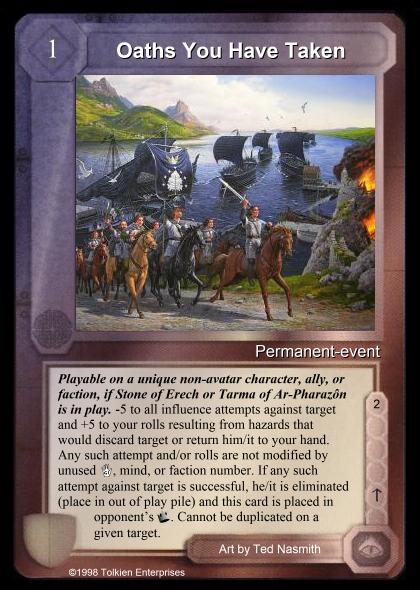 1
Oaths You Have Taken
Permanent-event
Playable on a unique non-avatar character, ally, or
faction, if Stone of Erech or Tarma of Ar-Pharazôn
is in play. -5 to all influence attempts against target
and +5 to your rolls resulting from hazards that
would discard target or return him/it to your hand.
Any such attempt and/or rolls are not modified by
unused , mind, or faction number. If any such
attempt against target is successful, he/it is eliminated
(place in out of play pile) and this card is placed in
opponent's . Cannot be duplicated on a
given target.
2
Art by Ted Nasmith
©1998 Tolkien Enterprises